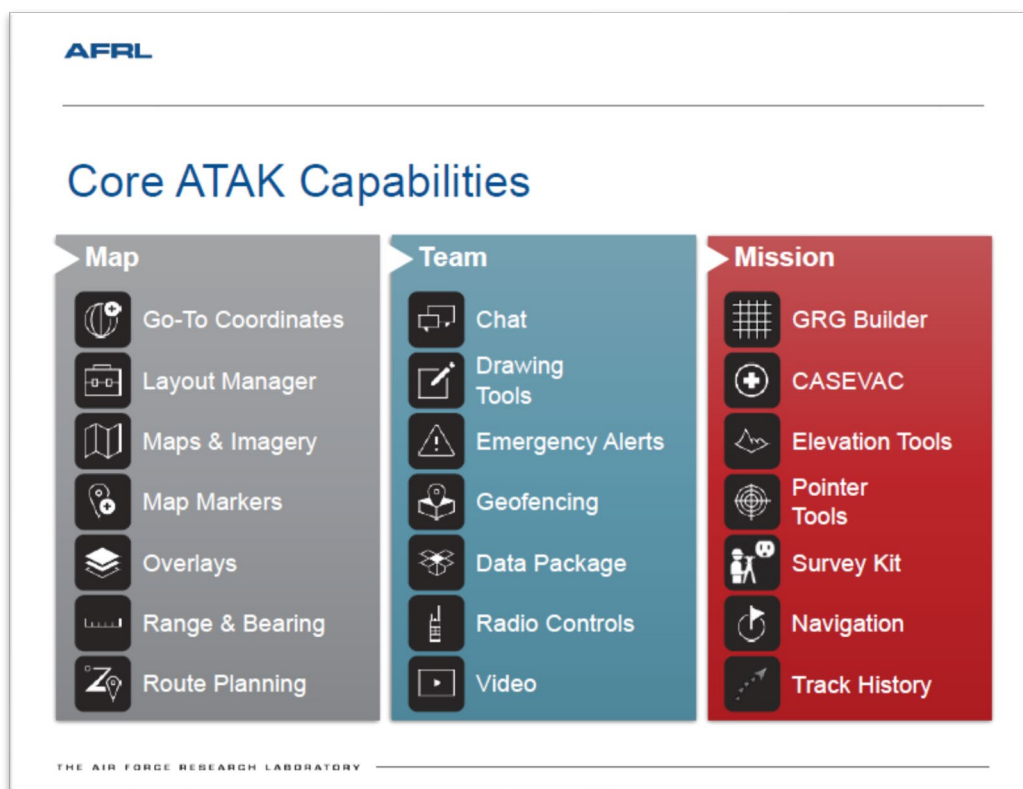 AFRL
Core ATAK Capabilities
Map
Go-To Coordinates
Layout Manager
Maps & Imagery
Map Markers
Overlays
Range & Bearing
Route Planning
Team
Chat
Drawing
Tools
Emergency Alerts
Geofencing
Data Package
Radio Controls
Video
Mission
GRG Builder
CASEVAC
Elevation Tools
Pointer
Tools
Survey Kit
Navigation
Track History
THE AIR FORCE RESEARCH LABORATORY